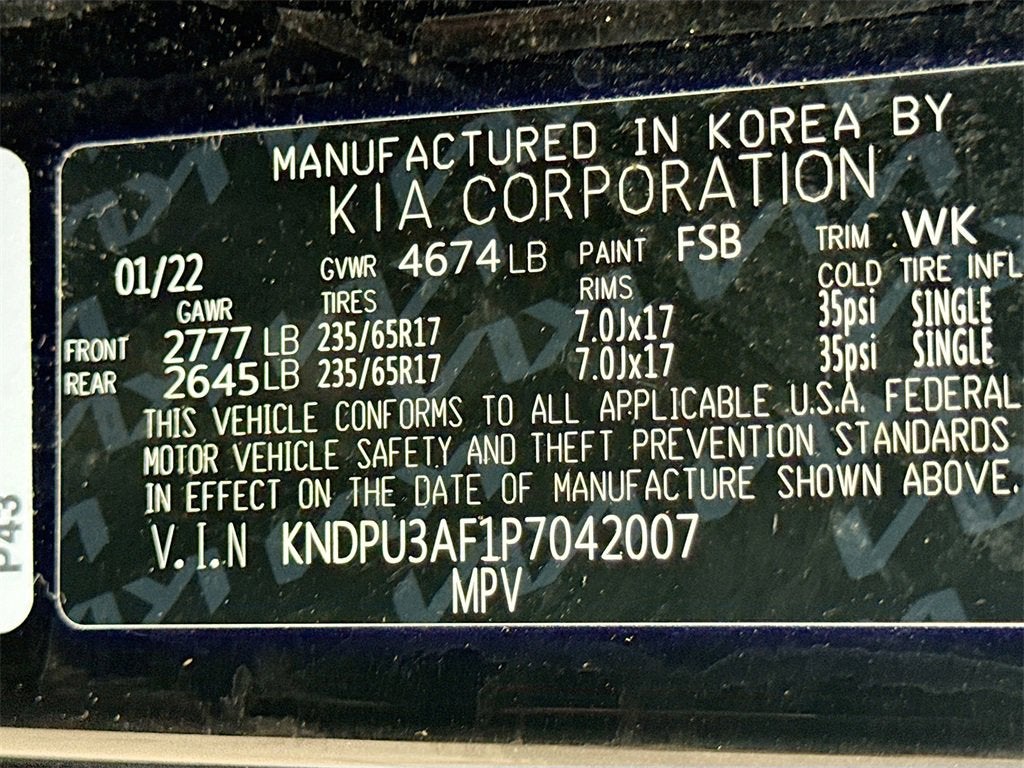 MANUFACTURED IN KOREA BY
KIA CORPORATION
01/22 GVWR 4674 LB PAINT FSB TRIM WK
GAWR TIRES RIMS COLD TIRE INFL
FRONT 2777 LB 235/65R17 7.0Jx17 35psi SINGLE
REAR 2645 LB 235/65R17 7.0Jx17 35psi SINGLE
THIS VEHICLE CONFORMS TO ALL APPLICABLE U.S.A. FEDERAL
MOTOR VEHICLE SAFETY AND THEFT PREVENTION STANDARDS
IN EFFECT ON THE DATE OF MANUFACTURE SHOWN ABOVE.
V.I.N KNDPU3AF1P7042007
MPV
P43